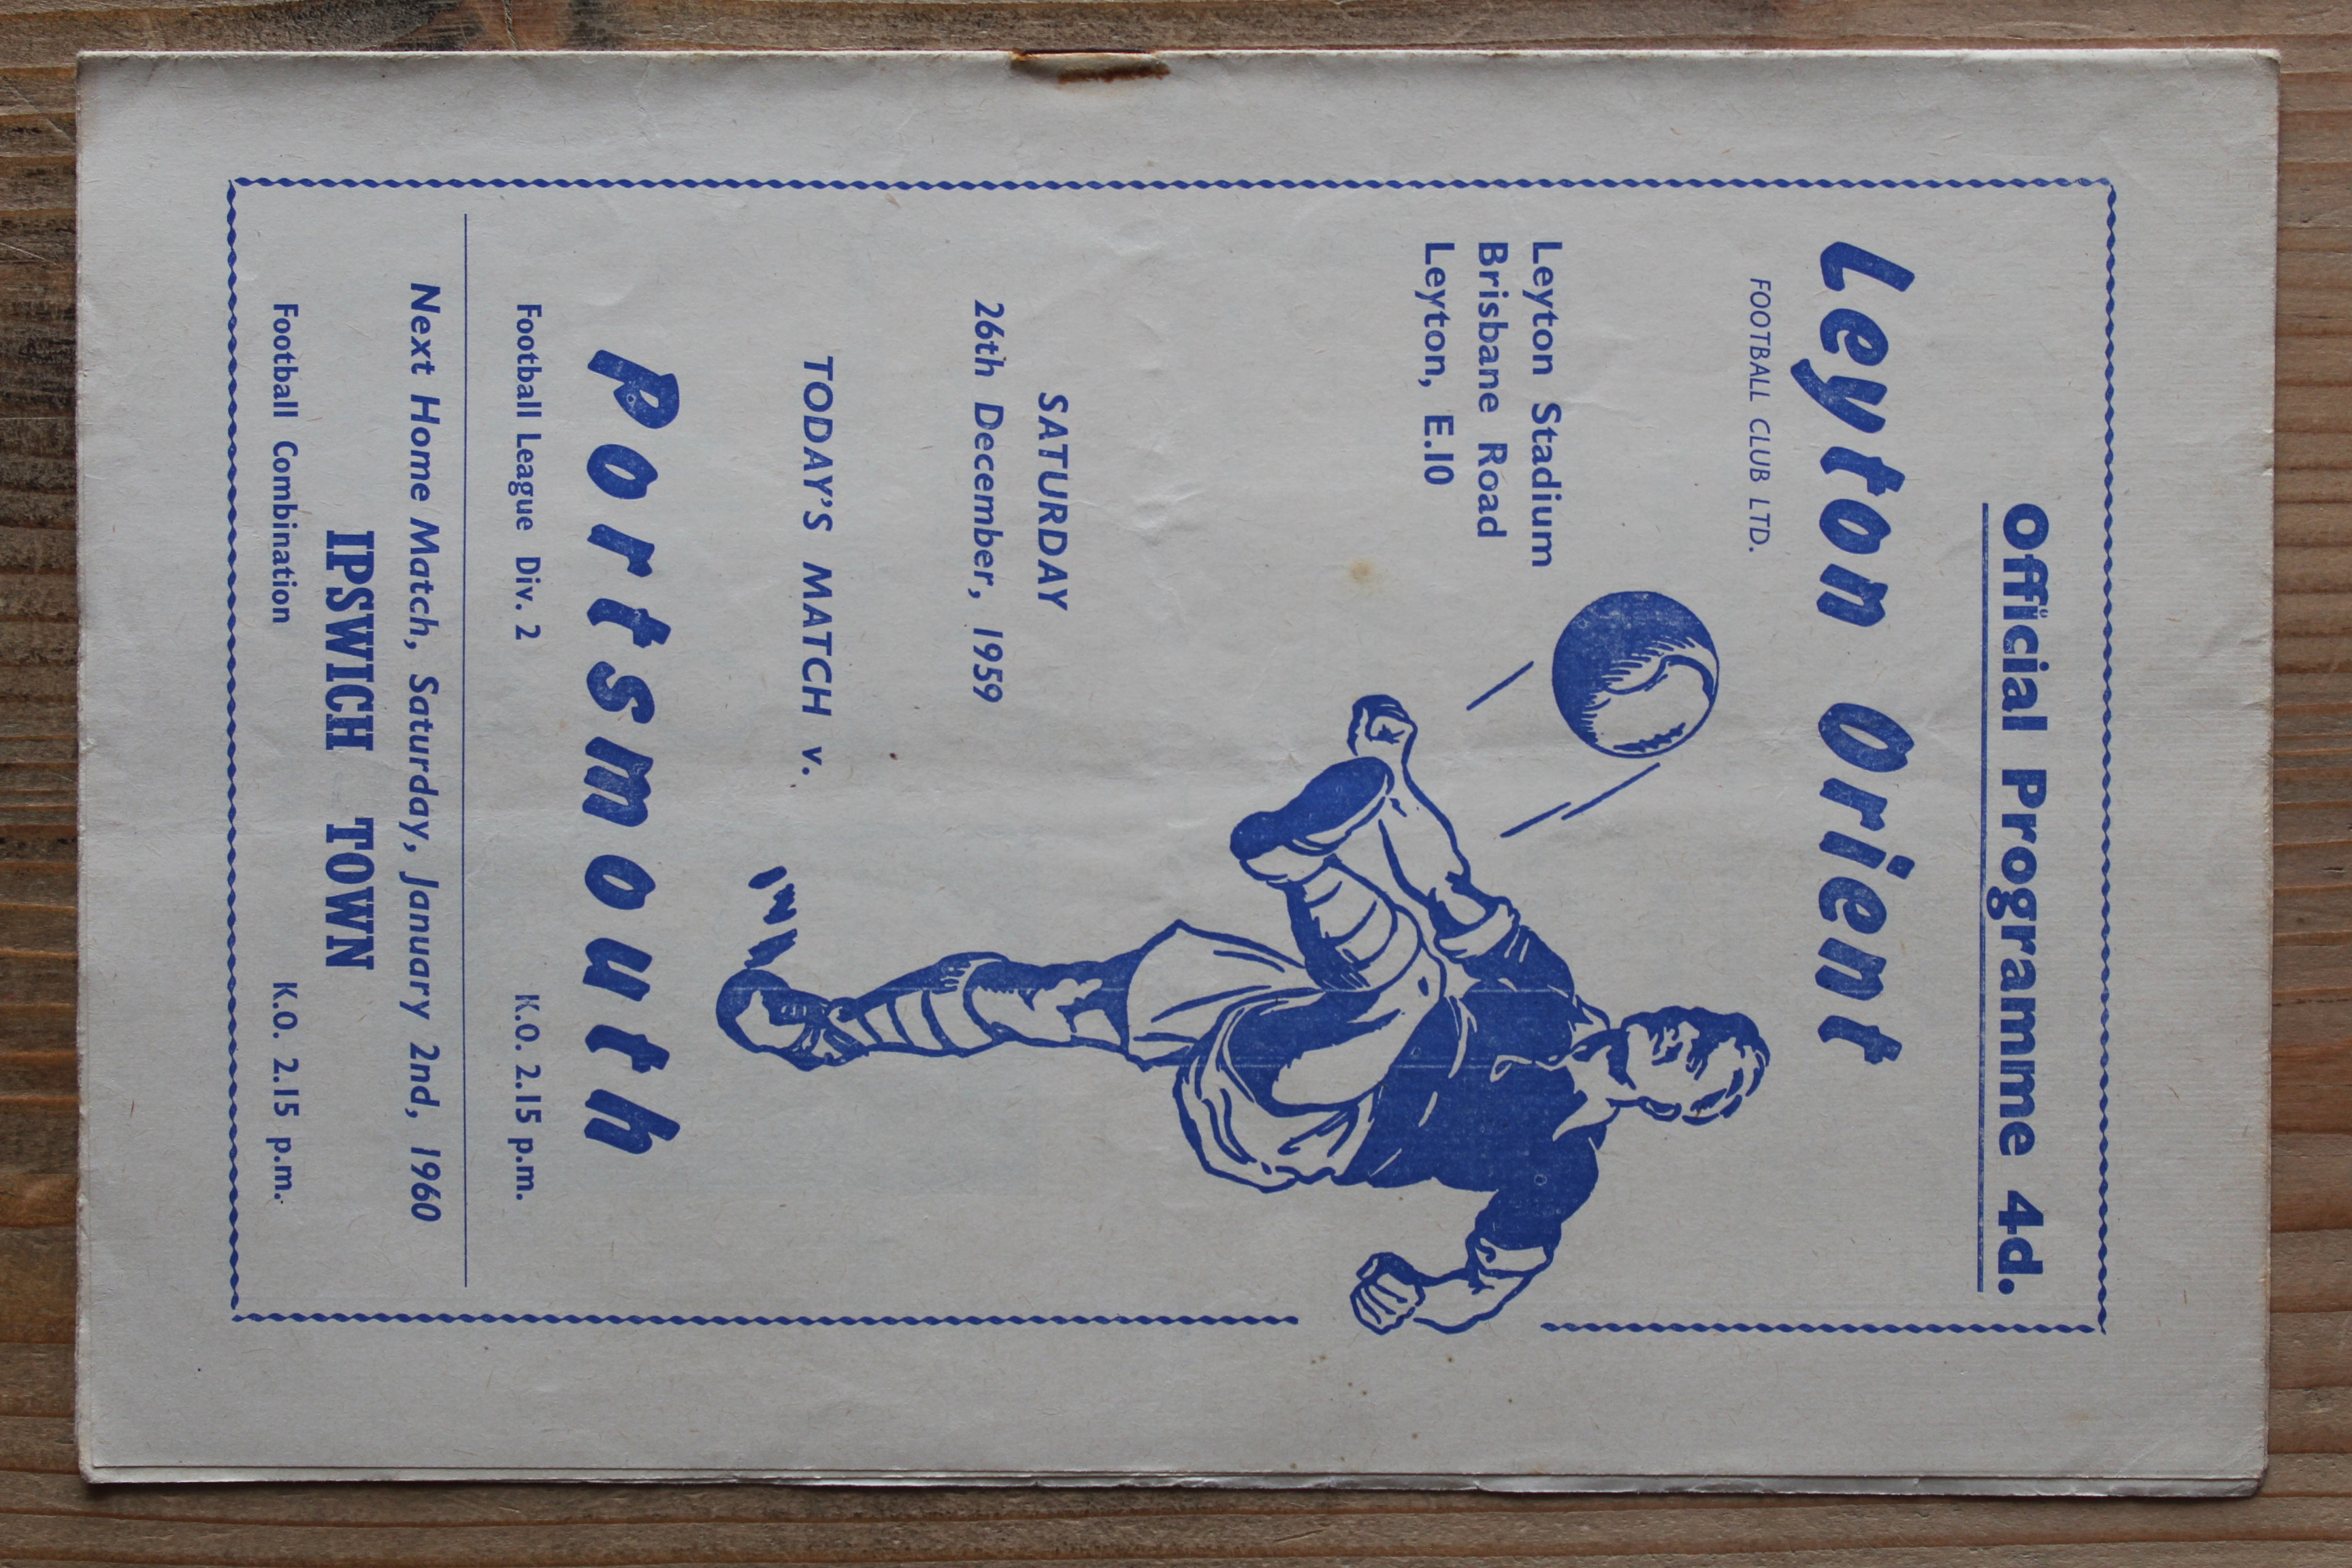 Official Programme 4d.
Leyton Orient
FOOTBALL CLUB LTD.
Leyton Stadium
Brisbane Road
Leyton, E.10
SATURDAY
26th December, 1959
TODAY'S MATCH v.
Portsmouth
Football League Div. 2 K.O. 2.15 p.m.
Next Home Match, Saturday, January 2nd, 1960
IPSWICH TOWN
Football Combination K.O. 2.15 p.m.